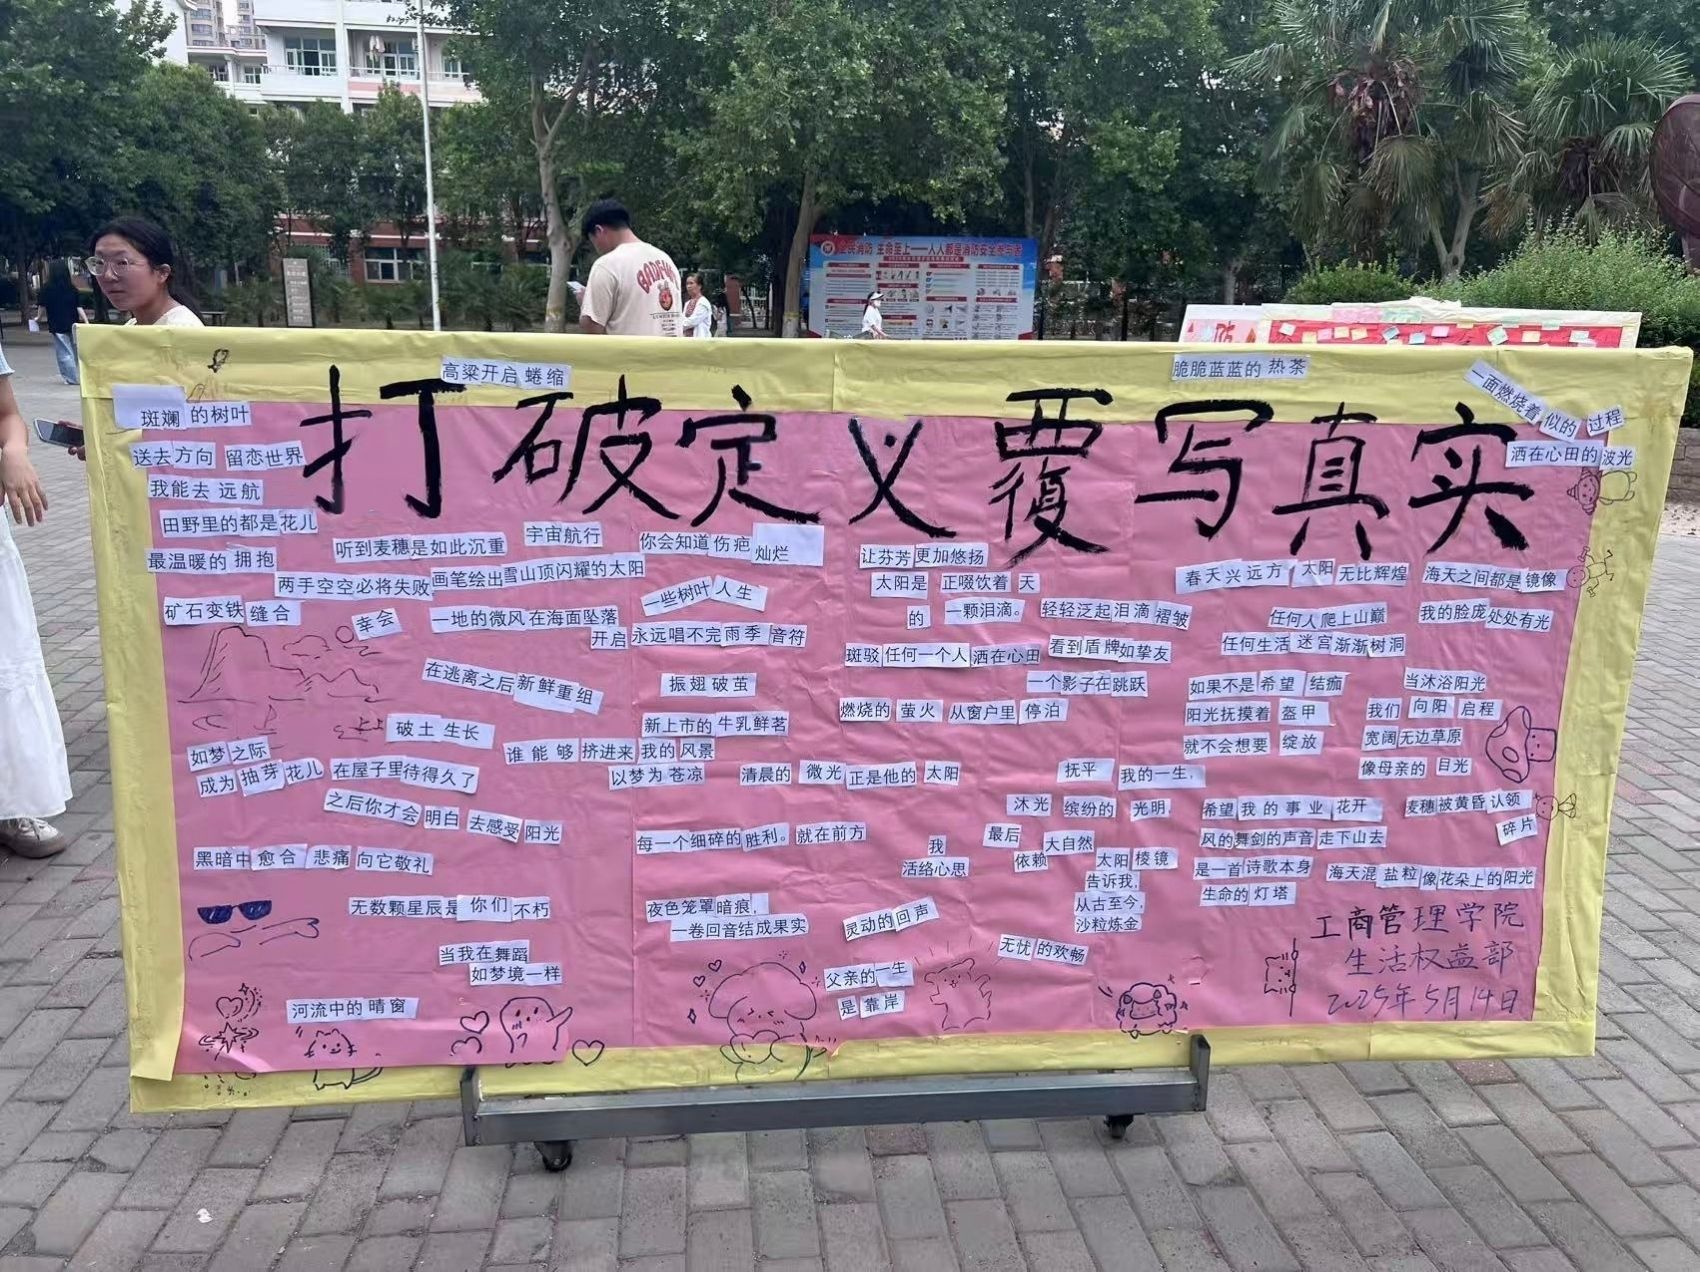 全民消防 生命至上——人人都是消防安全参与者
防
高粱开启 蜷缩
脆脆蓝蓝的 热茶
一面燃烧着 似的 过程
洒在心田的 波光
打破定义覆写真实
斑斓 的树叶
送去 方向 留恋世界
我能去 远航
田野里的都是 花儿
最温暖的 拥抱
听到麦穗 是如此沉重
宇宙航行
你会知道 伤疤 灿烂
两手空空必将失败 画笔绘出 雪山顶闪耀的 太阳
矿石变铁 缝合
幸会
一些树叶 人生
一地的微风 在海面坠落
开启 永远唱不完 雨季 音符
在逃离之后 新鲜 重组
振翅 破茧
破土 生长
新上市的 牛乳 鲜茗
如梦 之际
成为 抽芽 花儿
谁 能 够 挤进来 我的 风景
在屋子里 待得久了
以梦 为 苍凉
清晨的 微光 正是他的 太阳
之后你才会 明白 去感受 阳光
黑暗中 愈合 悲痛 向它敬礼
每一个 细碎的 胜利。就在前方
无数颗星辰是 你们 不朽
夜色笼罩 暗痕，
一卷回音 结成果实
当我在 舞蹈
如梦境一样
河流中的 晴窗
让芬芳 更加悠扬
太阳是 正啜饮着 天
的 一颗泪滴。
轻轻泛起 泪滴 褶皱
斑驳 任何一个人 洒在心田
看到 盾牌 如挚友
一个影子在 跳跃
燃烧的 萤火 从窗户里 停泊
抚平 我的一生，
沐光 缤纷的 光明，
最后
大自然
依赖
我
活络心思
太阳 棱镜
告诉我，
从古至今，
沙粒炼金
灵动的 回声
无忧 的欢畅
父亲的 一生
是 靠岸
春天 兴远方 太阳 无比辉煌
海天之间 都是 镜像
任何人 爬上山巅
我的脸庞 处处有光
任何生活 迷宫 渐渐 树洞
如果不是 希望 结痂
阳光抚摸着 盔甲
就不会想要 绽放
当沐浴阳光
我们 向阳 启程
宽阔 无边草原
像母亲的 目光
希望 我 的 事 业 花开
风的 舞剑的 声音 走下山去
是一首 诗歌本身
生命的 灯塔
麦穗 被黄昏 认领
碎片
海天混 盐粒 像 花朵上的 阳光
工商管理学院
生活权益部
2025年5月14日